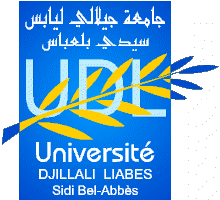 جامعة جيلالي ليابس
سيدي بلعباس
UDL
Université
DJILLALI LIABES
Sidi Bel-Abbès